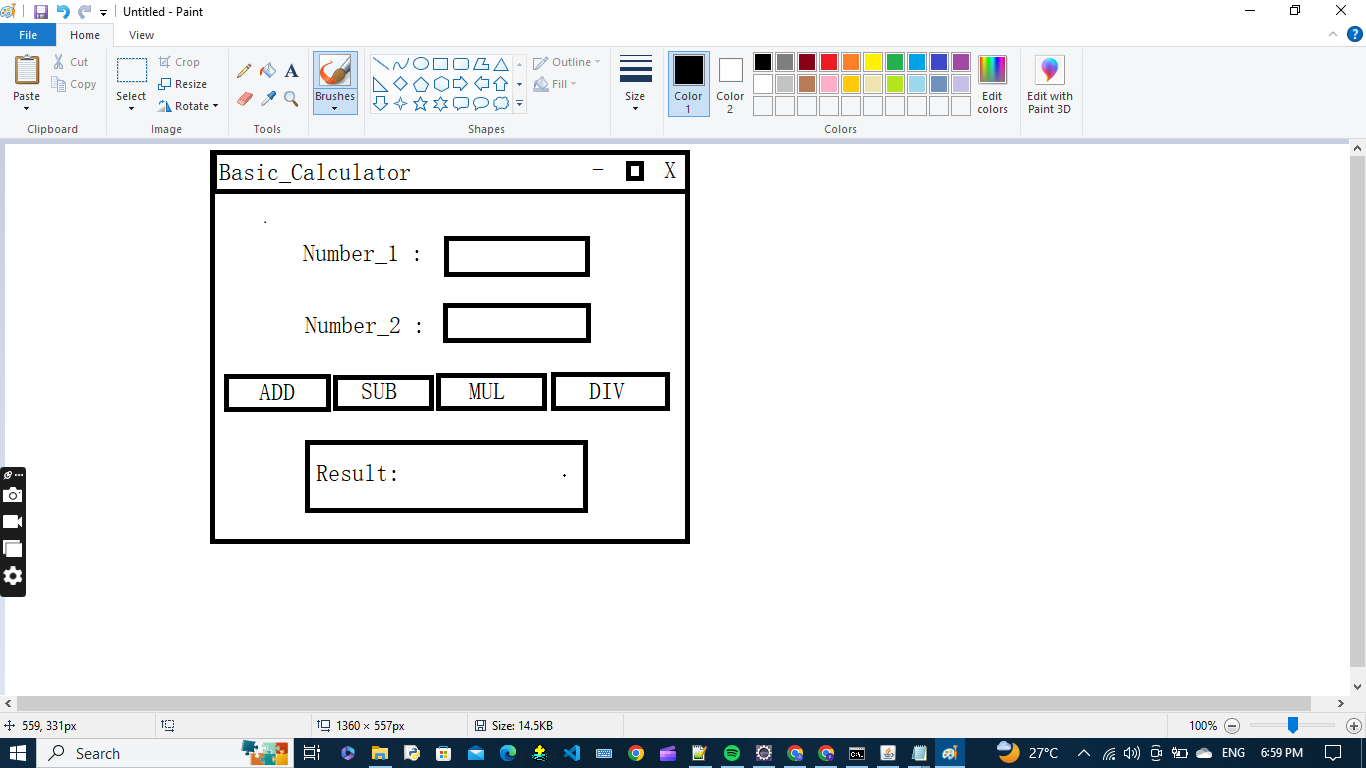 Untitled - Paint
File Home View
Paste
Cut
Copy
Clipboard
Select
Crop
Resize
Rotate
Image
A
Tools
Brushes
Outline
Fill
Shapes
Size
Color 1
Color 2
Edit colors
Colors
Edit with Paint 3D
Basic_Calculator – X
Number_1 :
Number_2 :
ADD SUB MUL DIV
Result:
559, 331px 1360 × 557px Size: 14.5KB 100%
Search 27°C ENG 6:59 PM